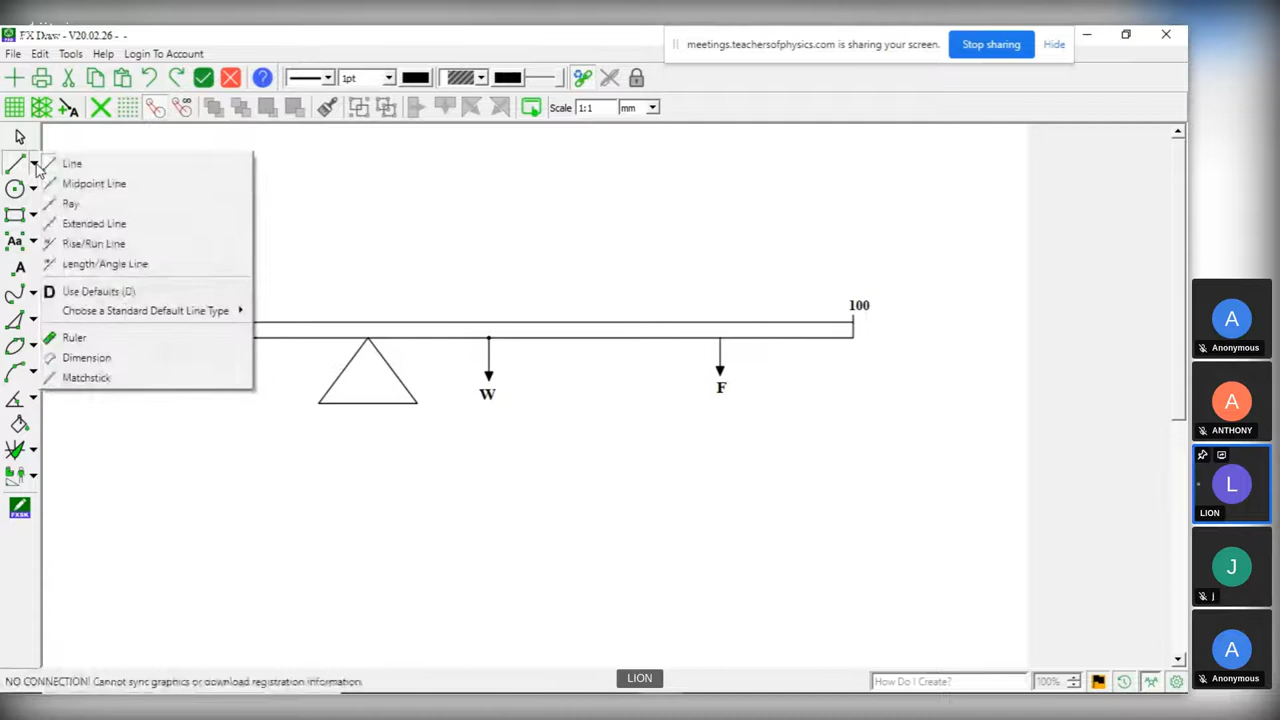 FX Draw - V20.02.26 - -
meetings.teachersofphysics.com is sharing your screen.
Stop sharing
Hide
File Edit Tools Help Login To Account
1pt
Scale 1:1 mm
Line
Midpoint Line
Ray
Extended Line
Rise/Run Line
Length/Angle Line
D Use Defaults (D)
Choose a Standard Default Line Type
Ruler
Dimension
Matchstick
Aa
A
FXSK
100
W
F
A
Anonymous
A
ANTHONY
L
LION
J
j
A
Anonymous
NO CONNECTION! Cannot sync graphics or download registration information.
LION
How Do I Create?
100%